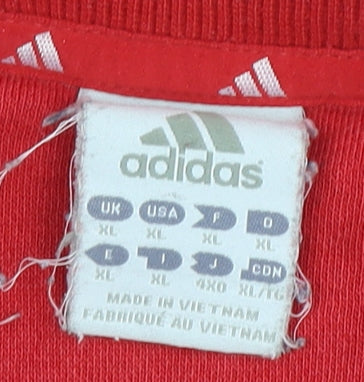 adidas
UK USA F D
XL XL XL XL
E I J CDN
XL XL 4XO XL/TG
MADE IN VIETNAM
FABRIQUÉ AU VIETNAM